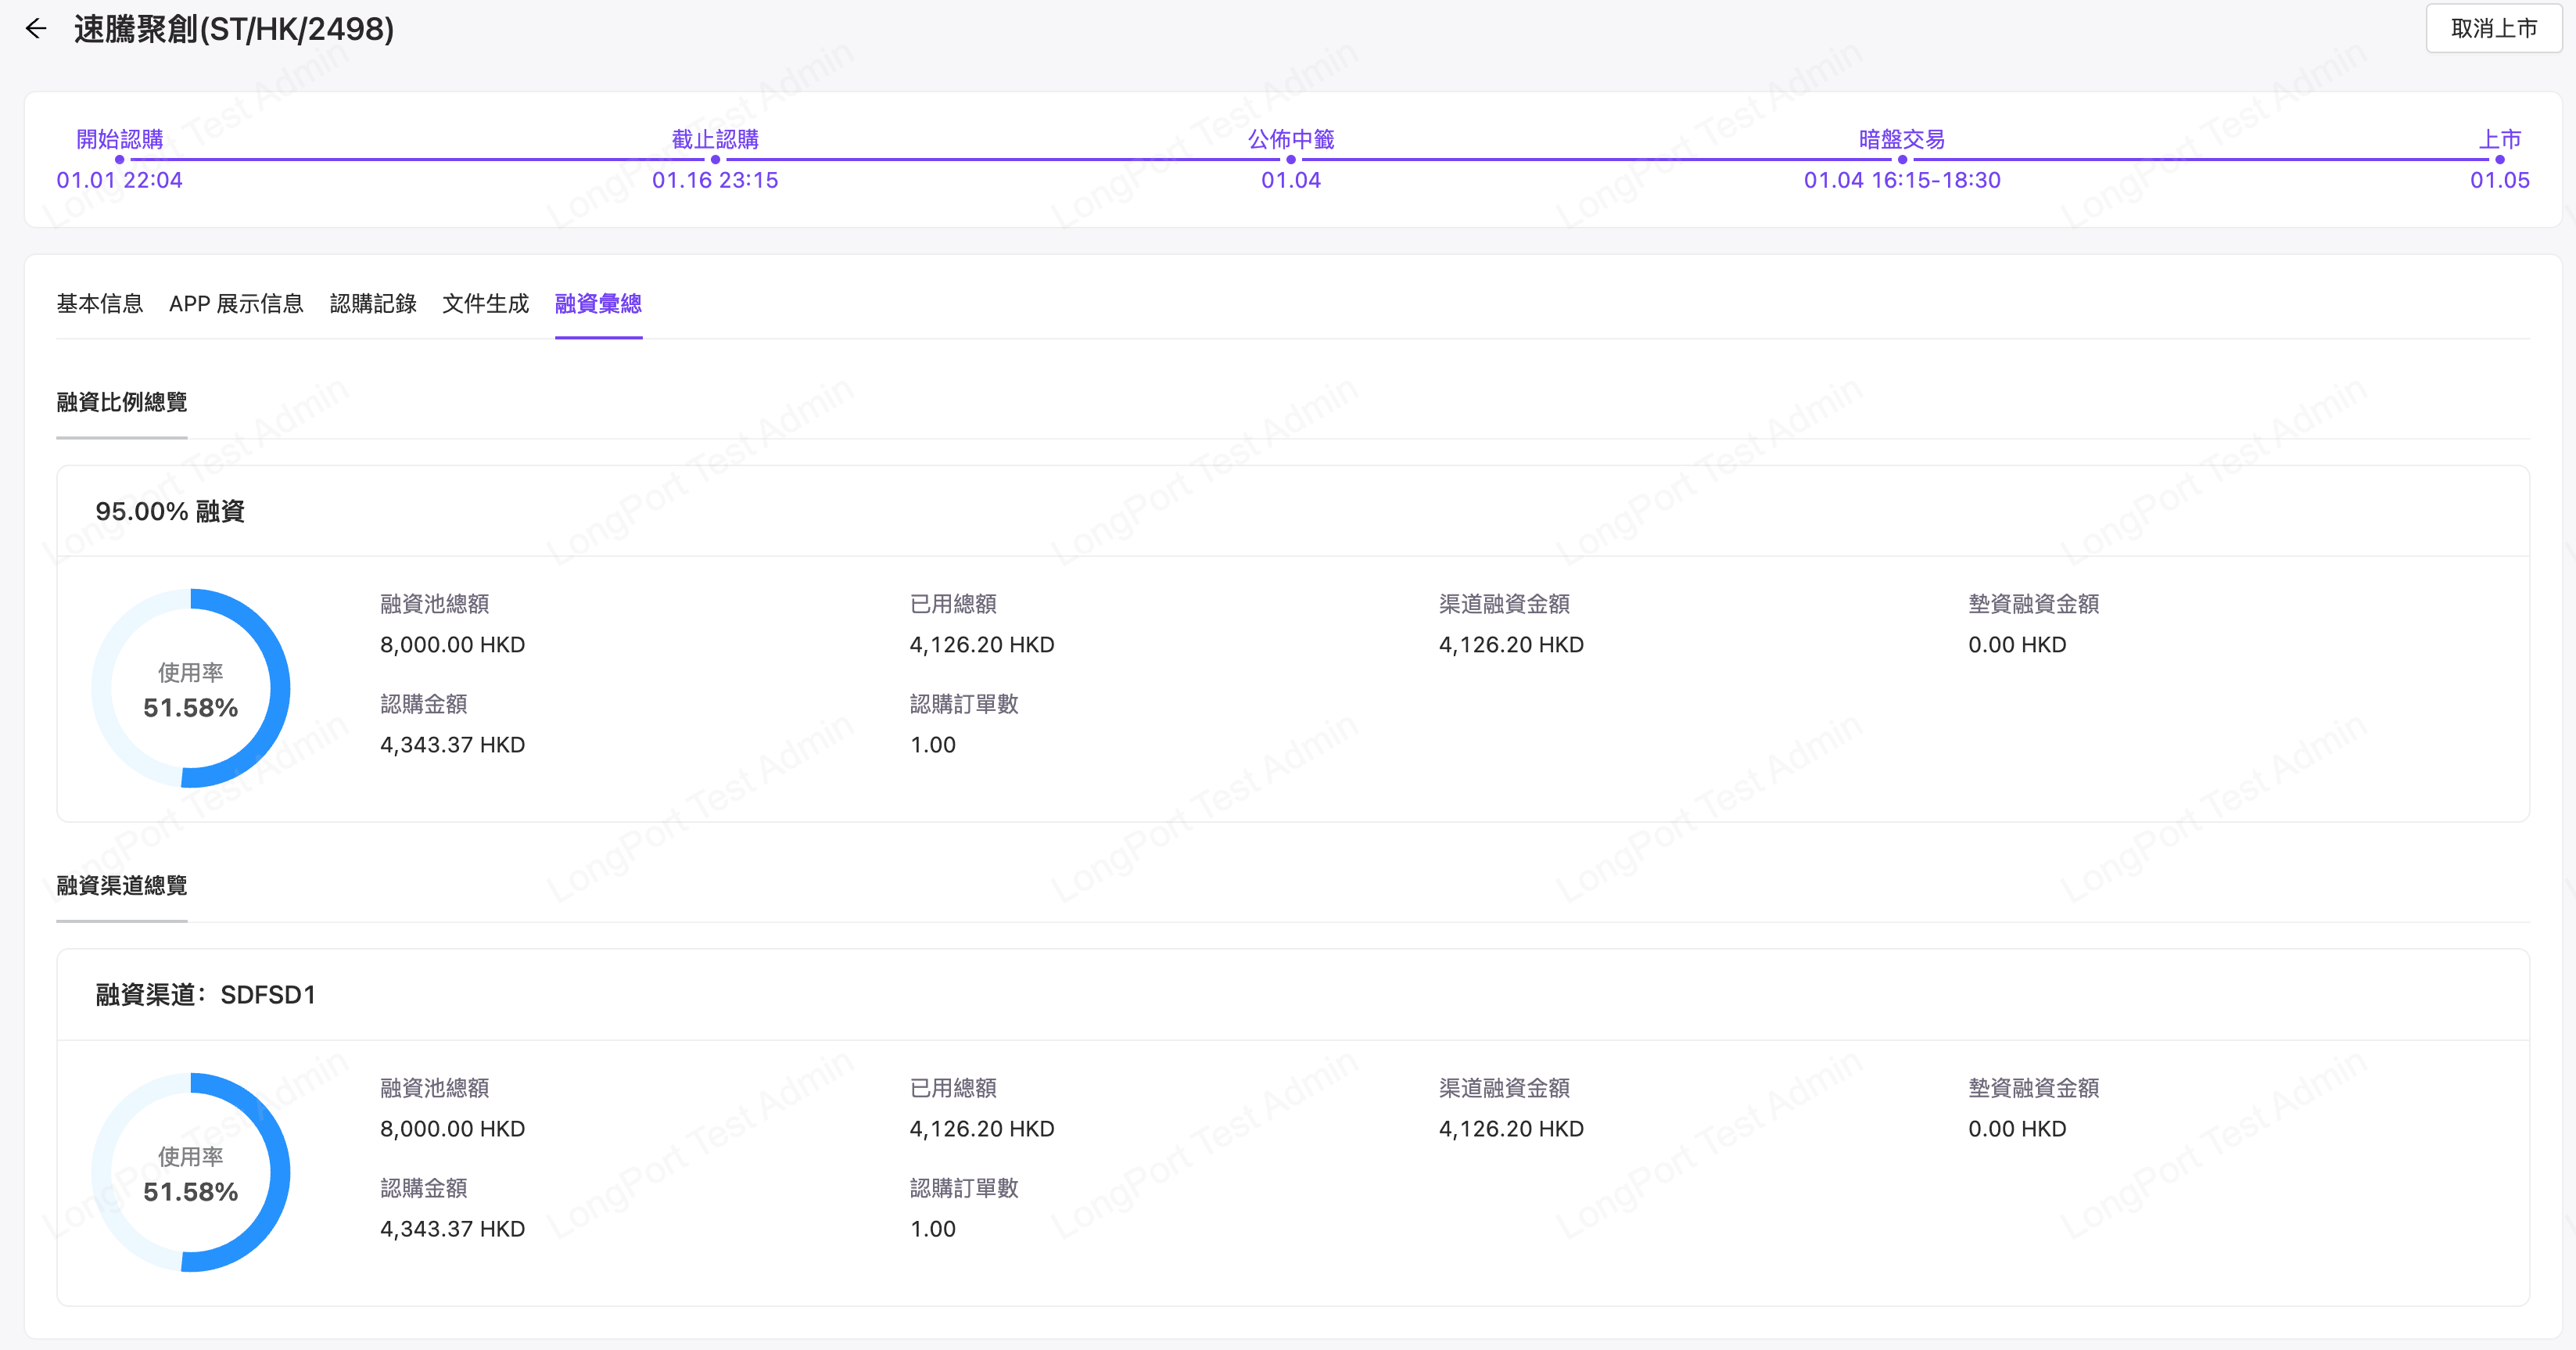 速騰聚創(ST/HK/2498)
取消上市
開始認購 截止認購 公佈中籤 暗盤交易 上市
01.01 22:04 01.16 23:15 01.04 01.04 16:15-18:30 01.05
基本信息 APP 展示信息 認購記錄 文件生成 融資彙總
融資比例總覽
95.00% 融資
使用率
51.58%
融資池總額 已用總額 渠道融資金額 墊資融資金額
8,000.00 HKD 4,126.20 HKD 4,126.20 HKD 0.00 HKD
認購金額 認購訂單數
4,343.37 HKD 1.00
融資渠道總覽
融資渠道：SDFSD1
使用率
51.58%
融資池總額 已用總額 渠道融資金額 墊資融資金額
8,000.00 HKD 4,126.20 HKD 4,126.20 HKD 0.00 HKD
認購金額 認購訂單數
4,343.37 HKD 1.00
LongPort Test Admin